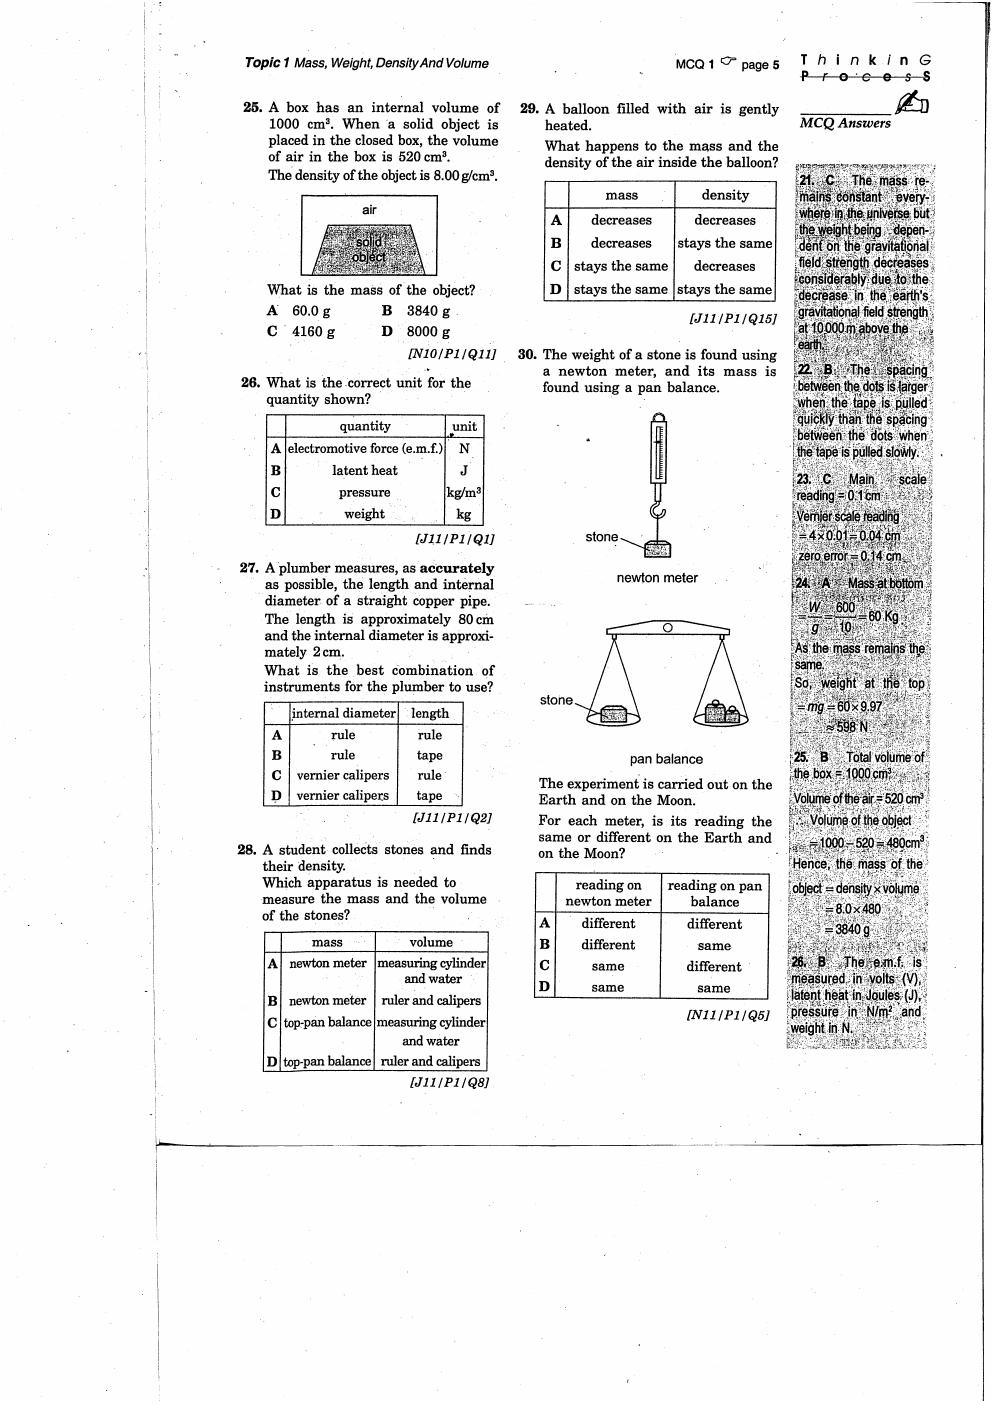 Topic 1 Mass, Weight, Density And Volume
MCQ 1 ☞ page 5
ThinkinG
ProcesS
MCQ Answers
25. A box has an internal volume of
1000 cm³. When a solid object is
placed in the closed box, the volume
of air in the box is 520 cm³.
The density of the object is 8.00 g/cm³.
air
solid
object
What is the mass of the object?
A 60.0 g B 3840 g
C 4160 g D 8000 g
[N10/P1/Q11]
26. What is the correct unit for the
quantity shown?
quantity unit
A electromotive force (e.m.f.) N
B latent heat J
C pressure kg/m³
D weight kg
[J11/P1/Q1]
27. A plumber measures, as accurately
as possible, the length and internal
diameter of a straight copper pipe.
The length is approximately 80 cm
and the internal diameter is approxi-
mately 2 cm.
What is the best combination of
instruments for the plumber to use?
internal diameter length
A rule rule
B rule tape
C vernier calipers rule
D vernier calipers tape
[J11/P1/Q2]
28. A student collects stones and finds
their density.
Which apparatus is needed to
measure the mass and the volume
of the stones?
mass volume
A newton meter measuring cylinder
and water
B newton meter ruler and calipers
C top-pan balance measuring cylinder
and water
D top-pan balance ruler and calipers
[J11/P1/Q8]
29. A balloon filled with air is gently
heated.
What happens to the mass and the
density of the air inside the balloon?
mass density
A decreases decreases
B decreases stays the same
C stays the same decreases
D stays the same stays the same
[J11/P1/Q15]
30. The weight of a stone is found using
a newton meter, and its mass is
found using a pan balance.
stone
newton meter
stone
pan balance
The experiment is carried out on the
Earth and on the Moon.
For each meter, is its reading the
same or different on the Earth and
on the Moon?
reading on reading on pan
newton meter balance
A different different
B different same
C same different
D same same
[N11/P1/Q5]
21. C The mass re-
mains constant every-
where in the universe but
the weight being depen-
dent on the gravitational
field strength decreases
considerably due to the
decrease in the earth's
gravitational field strength
at 10000 m above the
earth.
22. B The spacing
between the dots is larger
when the tape is pulled
quickly than the spacing
between the dots when
the tape is pulled slowly.
23. C Main scale
reading = 0.1 cm
Vernier scale reading
= 4×0.01 = 0.04 cm
zero error = 0.14 cm
24. A Mass at bottom
= W/g = 600/10 = 60 Kg
As the mass remains the
same.
So, weight at the top
= mg = 60×9.97
≈ 598 N
25. B Total volume of
the box = 1000 cm³
Volume of the air = 520 cm³
∴ Volume of the object
= 1000 − 520 = 480cm³
Hence, the mass of the
object = density × volume
= 8.0×480
= 3840 g
26. B The e.m.f. is
measured in volts (V),
latent heat in Joules (J),
pressure in N/m² and
weight in N.